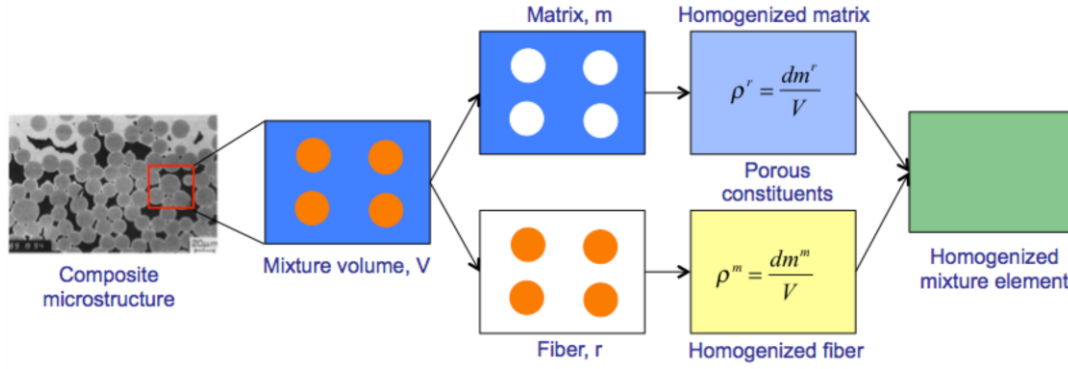 Matrix, m
Homogenized matrix
ρ^r = dm^r / V
20μm
Porous
constituents
Composite
microstructure
Mixture volume, V
ρ^m = dm^m / V
Homogenized
mixture element
Fiber, r
Homogenized fiber